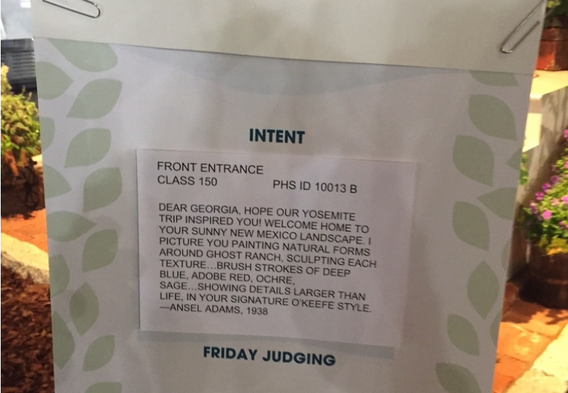 INTENT
FRONT ENTRANCE
CLASS 150 PHS ID 10013 B
DEAR GEORGIA, HOPE OUR YOSEMITE
TRIP INSPIRED YOU! WELCOME HOME TO
YOUR SUNNY NEW MEXICO LANDSCAPE. I
PICTURE YOU PAINTING NATURAL FORMS
AROUND GHOST RANCH, SCULPTING EACH
TEXTURE...BRUSH STROKES OF DEEP
BLUE, ADOBE RED, OCHRE,
SAGE...SHOWING DETAILS LARGER THAN
LIFE, IN YOUR SIGNATURE O'KEEFE STYLE.
—ANSEL ADAMS, 1938
FRIDAY JUDGING